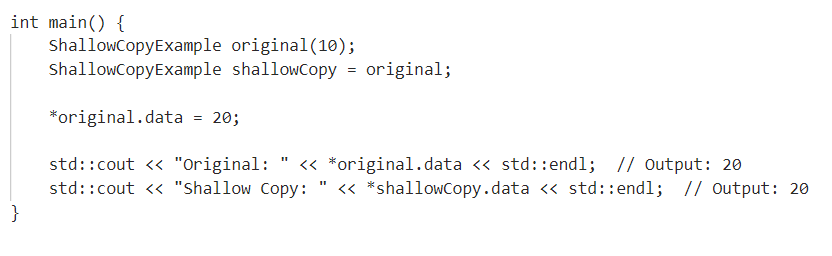 int main() {
    ShallowCopyExample original(10);
    ShallowCopyExample shallowCopy = original;

    *original.data = 20;

    std::cout << "Original: " << *original.data << std::endl;  // Output: 20
    std::cout << "Shallow Copy: " << *shallowCopy.data << std::endl;  // Output: 20
}